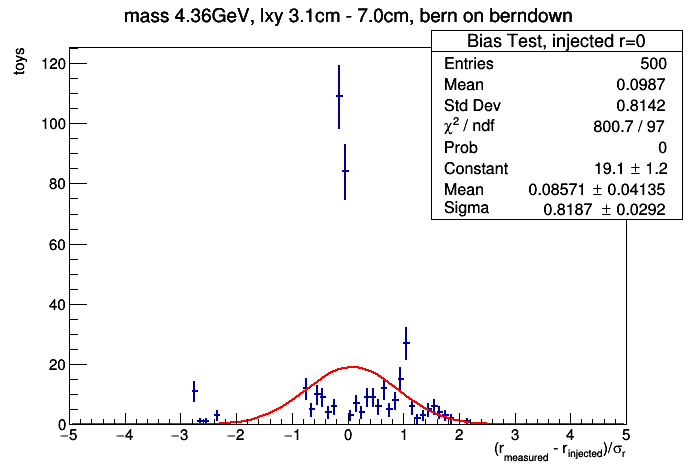 mass 4.36GeV, lxy 3.1cm - 7.0cm, bern on berndown
toys
Bias Test, injected r=0
Entries 500
Mean 0.0987
Std Dev 0.8142
χ² / ndf 800.7 / 97
Prob 0
Constant 19.1 ± 1.2
Mean 0.08571 ± 0.04135
Sigma 0.8187 ± 0.0292
120
100
80
60
40
20
0
−5 −4 −3 −2 −1 0 1 2 3 4 5
(r_measured - r_injected)/σ_r